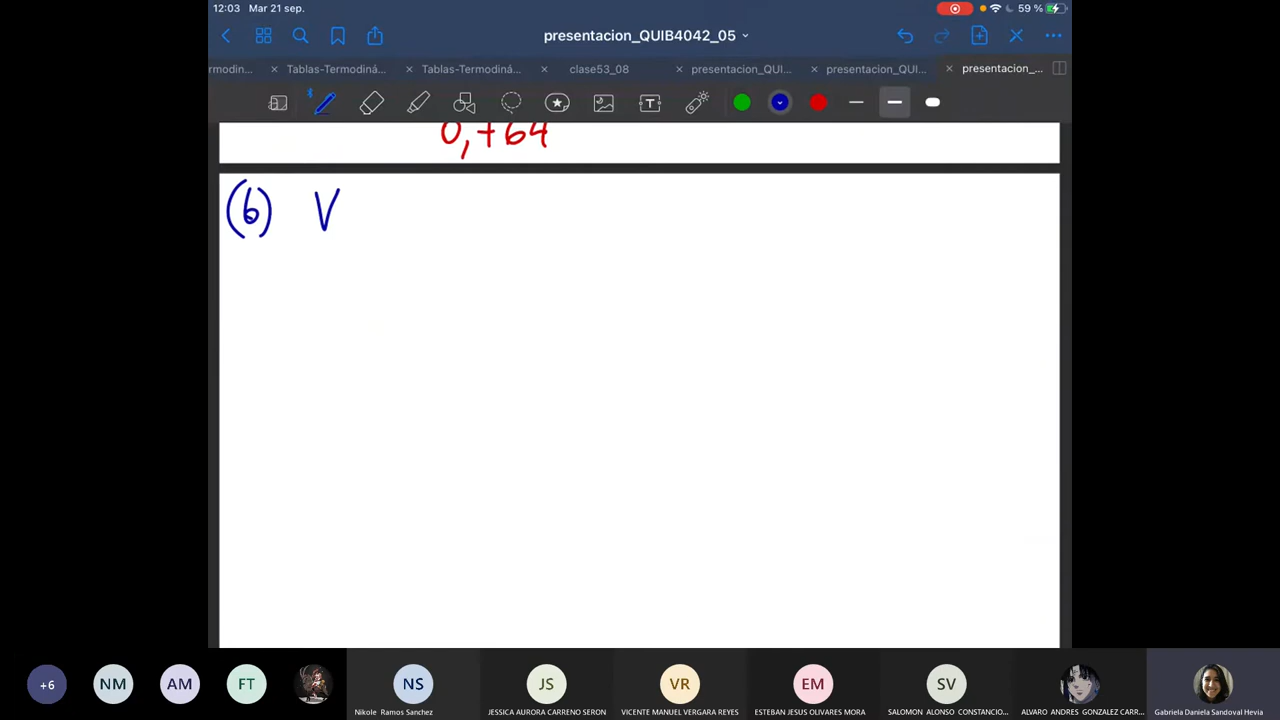 12:03 Mar 21 sep. 59 %
presentacion_QUIB4042_05
rmodin... Tablas-Termodiná... Tablas-Termodiná... clase53_08 presentacion_QUI... presentacion_QUI... presentacion_...
T
0,+64
(6) V
+6 NM AM FT NS JS VR EM SV
Nikole Ramos Sanchez JESSICA AURORA CARRENO SERON VICENTE MANUEL VERGARA REYES ESTEBAN JESUS OLIVARES MORA SALOMON ALONSO CONSTANCIO... ALVARO ANDRES GONZALEZ CARR... Gabriela Daniela Sandoval Hevia